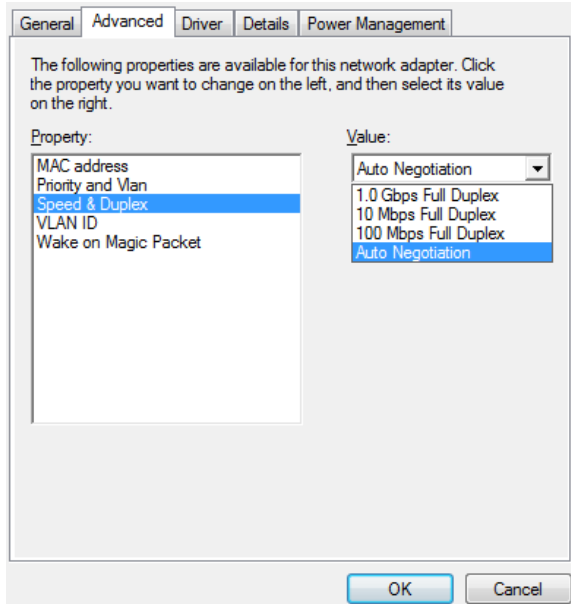 General Advanced Driver Details Power Management
The following properties are available for this network adapter. Click
the property you want to change on the left, and then select its value
on the right.
Property:
Value:
MAC address
Priority and Vlan
Speed & Duplex
VLAN ID
Wake on Magic Packet
Auto Negotiation
1.0 Gbps Full Duplex
10 Mbps Full Duplex
100 Mbps Full Duplex
Auto Negotiation
OK Cancel